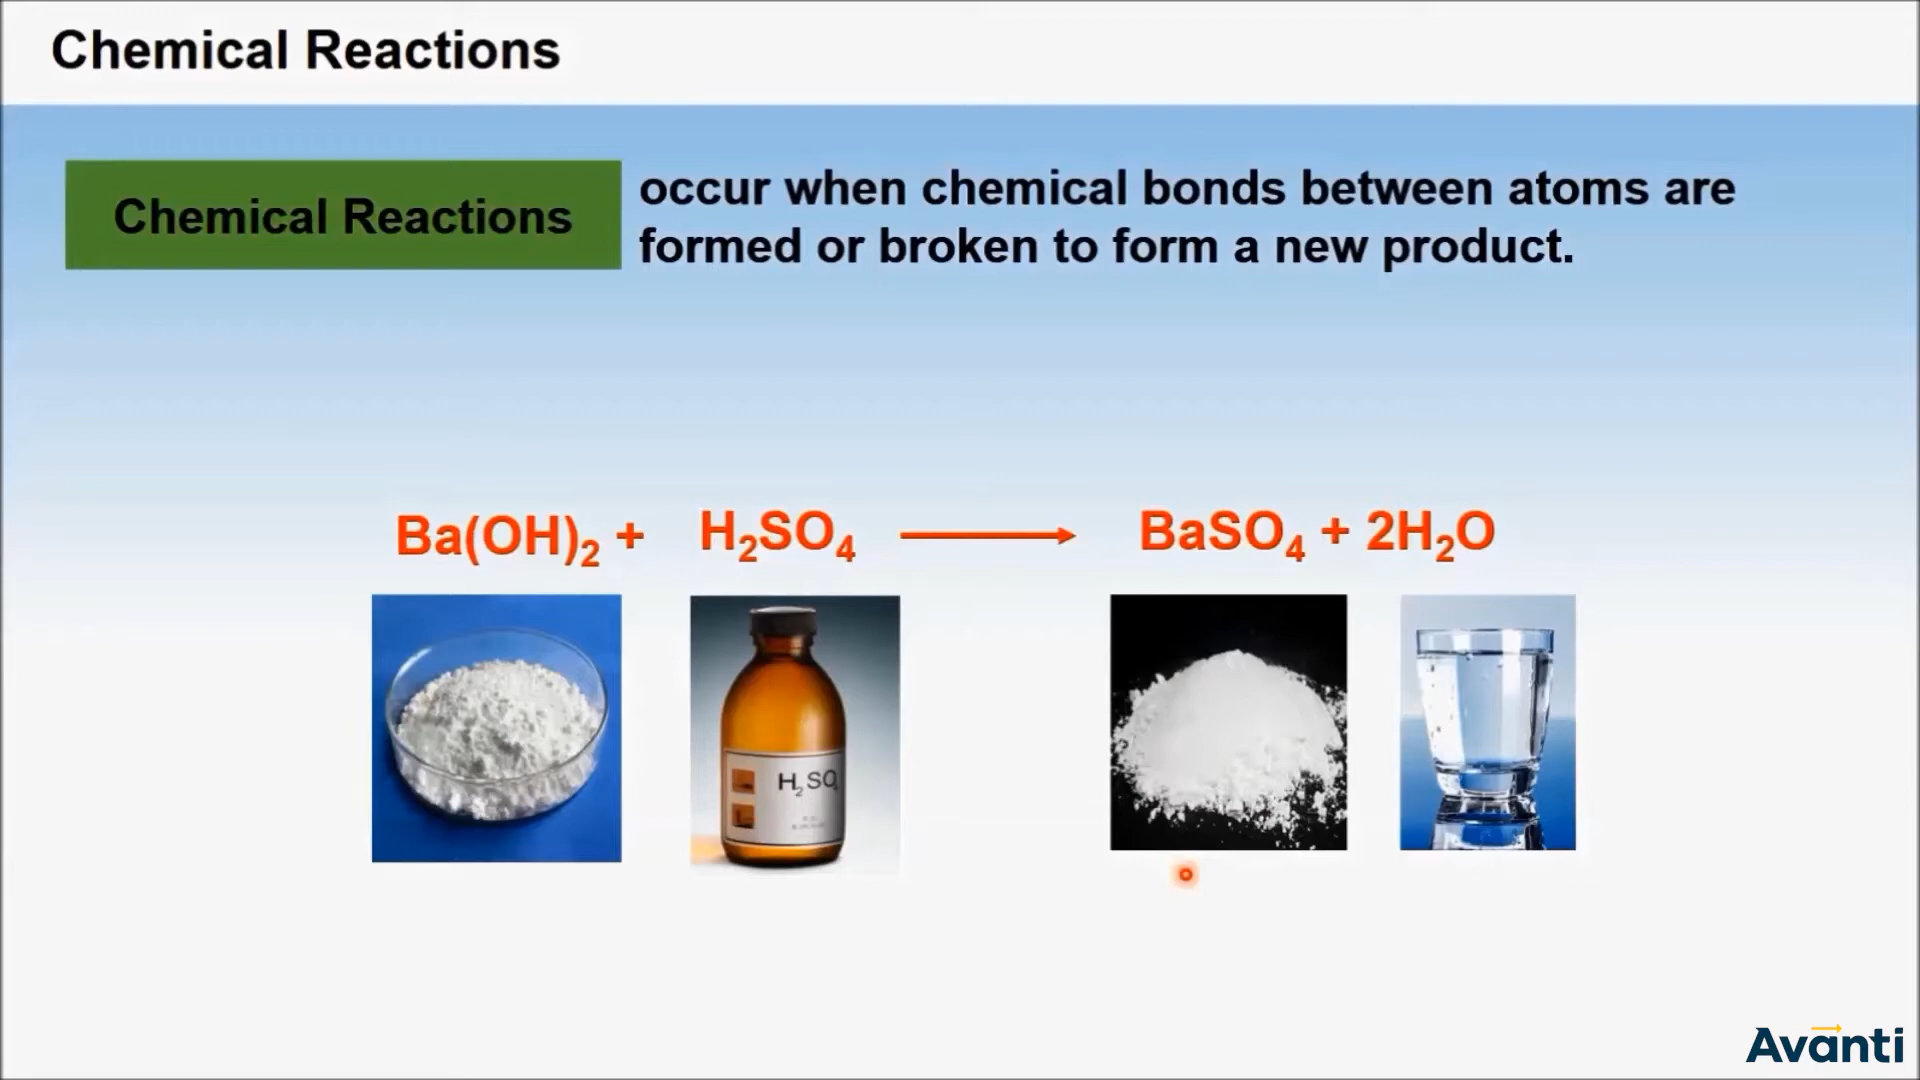 Chemical Reactions
Chemical Reactions
occur when chemical bonds between atoms are
formed or broken to form a new product.
Ba(OH)₂ + H₂SO₄ ⟶ BaSO₄ + 2H₂O
H₂SO
Avanti